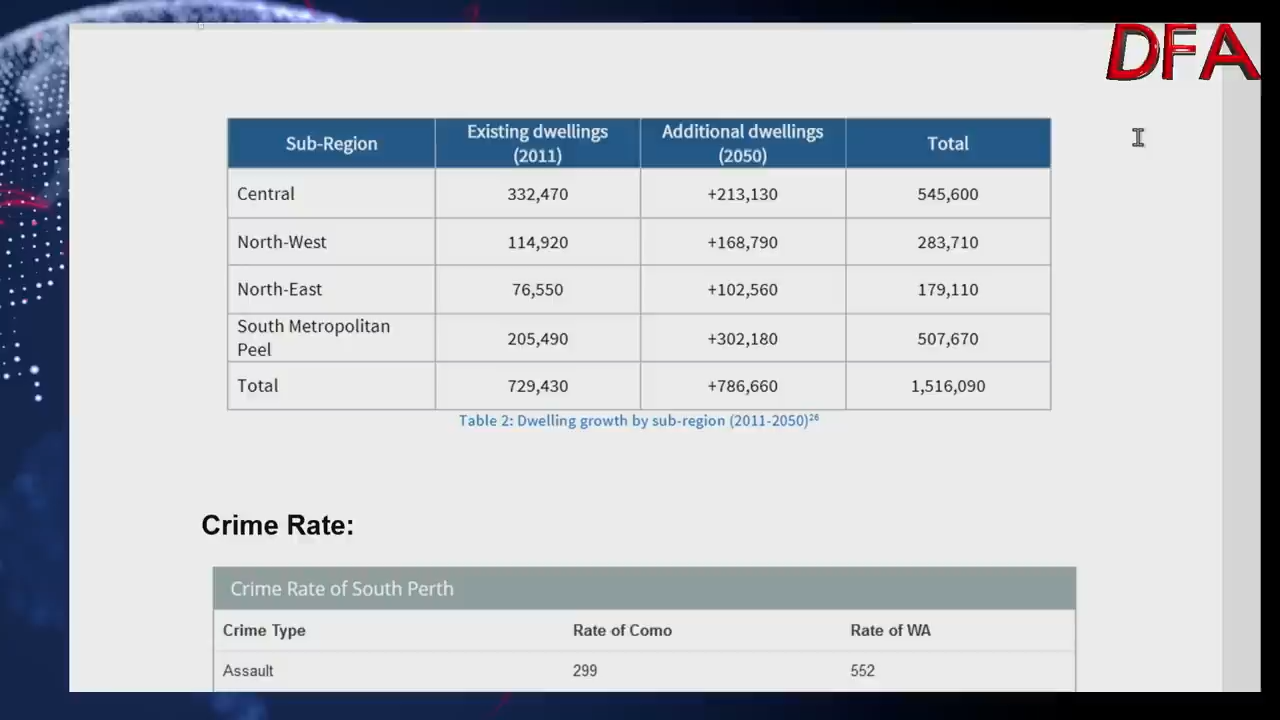 DFA
Sub-Region Existing dwellings (2011) Additional dwellings (2050) Total
Central 332,470 +213,130 545,600
North-West 114,920 +168,790 283,710
North-East 76,550 +102,560 179,110
South Metropolitan Peel 205,490 +302,180 507,670
Total 729,430 +786,660 1,516,090
Table 2: Dwelling growth by sub-region (2011-2050)26
Crime Rate:
Crime Rate of South Perth
Crime Type Rate of Como Rate of WA
Assault 299 552